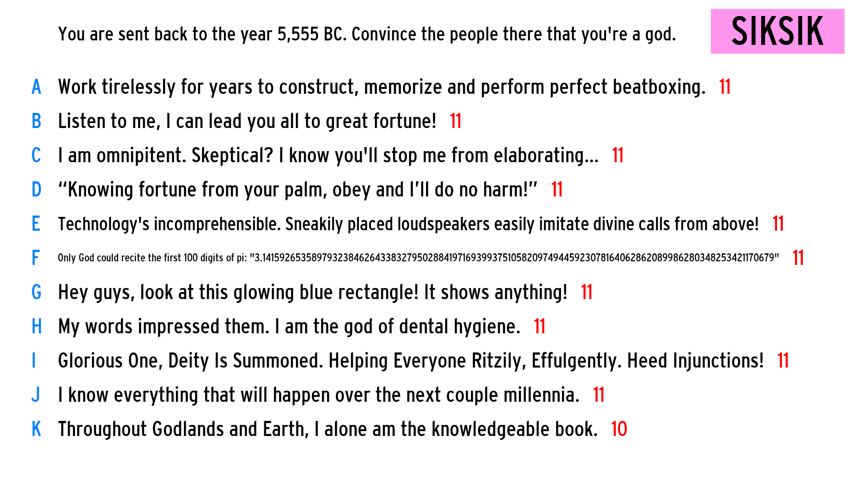 You are sent back to the year 5,555 BC. Convince the people there that you're a god.
SIKSIK
A Work tirelessly for years to construct, memorize and perform perfect beatboxing. 11
B Listen to me, I can lead you all to great fortune! 11
C I am omnipitent. Skeptical? I know you'll stop me from elaborating... 11
D “Knowing fortune from your palm, obey and I’ll do no harm!” 11
E Technology's incomprehensible. Sneakily placed loudspeakers easily imitate divine calls from above! 11
F Only God could recite the first 100 digits of pi: "3.1415926535897932384626433832795028841971693993751058209749445923078164062862089986280348253421170679" 11
G Hey guys, look at this glowing blue rectangle! It shows anything! 11
H My words impressed them. I am the god of dental hygiene. 11
I Glorious One, Deity Is Summoned. Helping Everyone Ritzily, Effulgently. Heed Injunctions! 11
J I know everything that will happen over the next couple millennia. 11
K Throughout Godlands and Earth, I alone am the knowledgeable book. 10